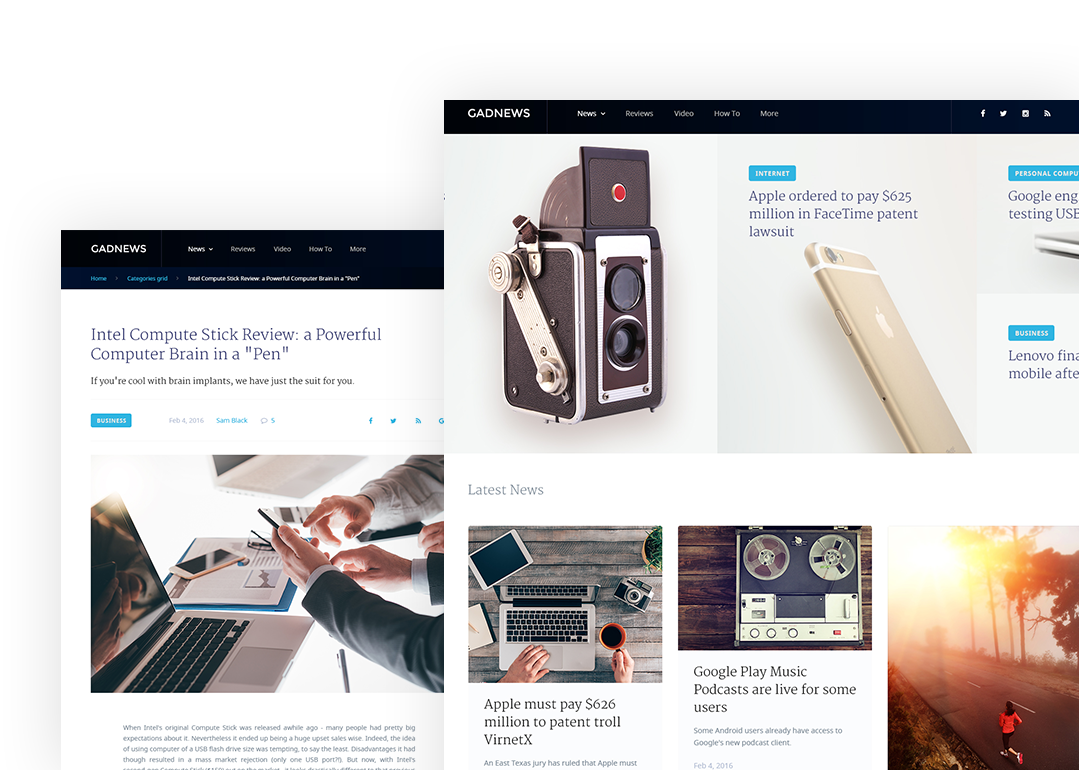 GADNEWS
News
Reviews
Video
How To
More
INTERNET
Apple ordered to pay $625
million in FaceTime patent
lawsuit
PERSONAL COMPU
Google eng
testing USB
BUSINESS
Lenovo fina
mobile afte
Latest News
Apple must pay $626
million to patent troll
VirnetX
An East Texas jury has ruled that Apple must
Google Play Music
Podcasts are live for some
users
Some Android users already have access to
Google's new podcast client.
Feb 4, 2016
GADNEWS
News
Reviews
Video
How To
More
Home
Categories grid
Intel Compute Stick Review: a Powerful Computer Brain in a "Pen"
Intel Compute Stick Review: a Powerful
Computer Brain in a "Pen"
If you're cool with brain implants, we have just the suit for you.
BUSINESS
Feb 4, 2016
Sam Black
5
When Intel's original Compute Stick was released awhile ago - many people had pretty big
expectations about it. Nevertheless it ended up being a huge upset sales wise. Indeed, the idea
of using computer of a USB flash drive size was tempting, to say the least. Disadvantages it had
though resulted in a mass market rejection (only one USB port?!). But now, with Intel's